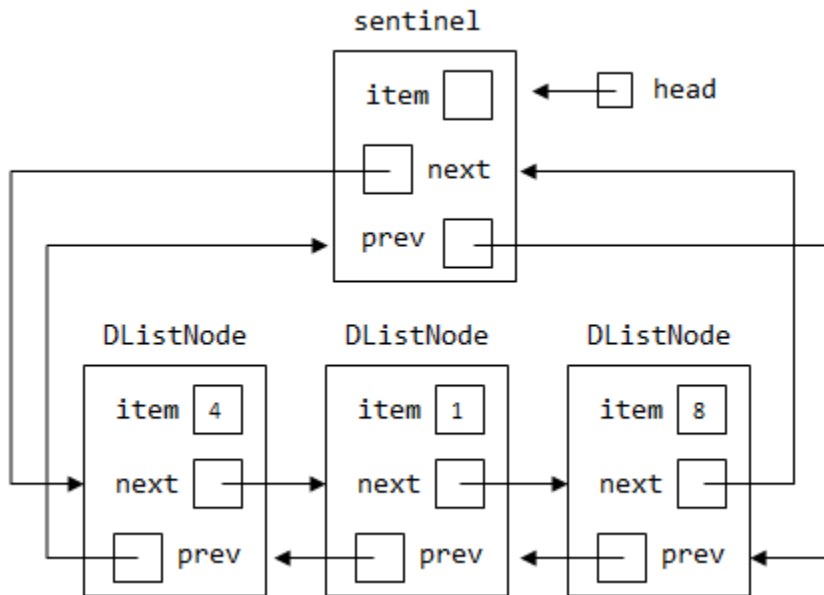 sentinel
item
head
next
prev
DListNode DListNode DListNode
item 4 item 1 item 8
next next next
prev prev prev